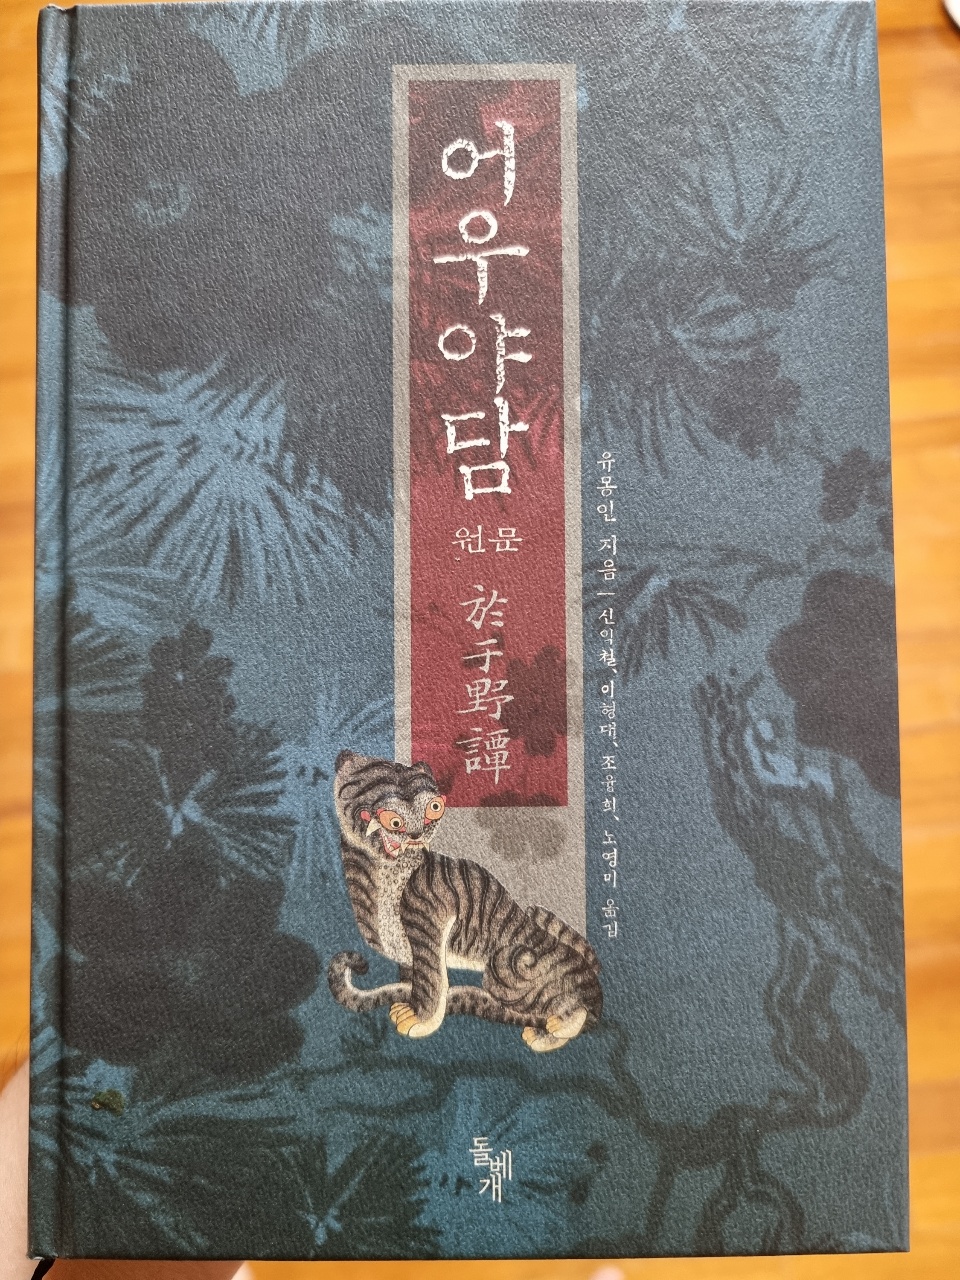 어우야담
원문
於于野譚
유몽인 지음 ― 신익철, 이형대, 조융희, 노영미 옮김
돌베개